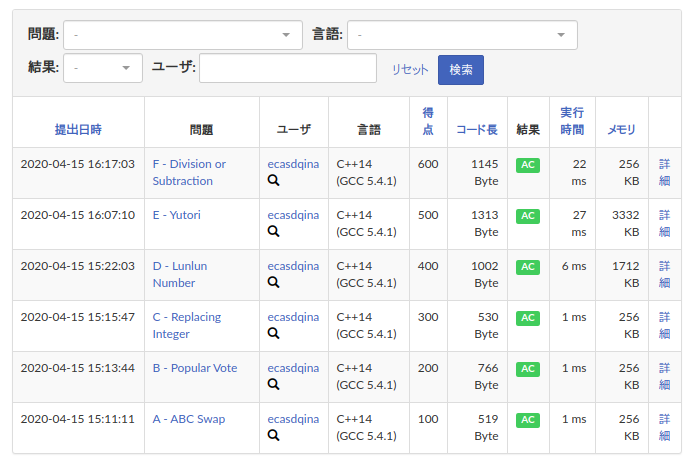 問題: - 言語: -
結果: - ユーザ: リセット 検索
提出日時 問題 ユーザ 言語 得点 コード長 結果 実行時間 メモリ
2020-04-15 16:17:03 F - Division or Subtraction ecasdqina C++14 (GCC 5.4.1) 600 1145 Byte AC 22 ms 256 KB 詳細
2020-04-15 16:07:10 E - Yutori ecasdqina C++14 (GCC 5.4.1) 500 1313 Byte AC 27 ms 3332 KB 詳細
2020-04-15 15:22:03 D - Lunlun Number ecasdqina C++14 (GCC 5.4.1) 400 1002 Byte AC 6 ms 1712 KB 詳細
2020-04-15 15:15:47 C - Replacing Integer ecasdqina C++14 (GCC 5.4.1) 300 530 Byte AC 1 ms 256 KB 詳細
2020-04-15 15:13:44 B - Popular Vote ecasdqina C++14 (GCC 5.4.1) 200 766 Byte AC 1 ms 256 KB 詳細
2020-04-15 15:11:11 A - ABC Swap ecasdqina C++14 (GCC 5.4.1) 100 519 Byte AC 1 ms 256 KB 詳細